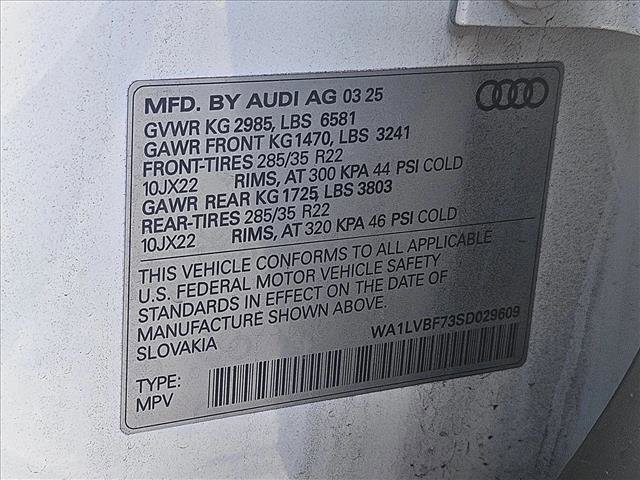 MFD. BY AUDI AG 03 25
GVWR KG 2985, LBS 6581
GAWR FRONT KG1470, LBS 3241
FRONT-TIRES 285/35 R22
10JX22 RIMS, AT 300 KPA 44 PSI COLD
GAWR REAR KG 1725, LBS 3803
REAR-TIRES 285/35 R22
10JX22 RIMS, AT 320 KPA 46 PSI COLD
THIS VEHICLE CONFORMS TO ALL APPLICABLE
U.S. FEDERAL MOTOR VEHICLE SAFETY
STANDARDS IN EFFECT ON THE DATE OF
MANUFACTURE SHOWN ABOVE.
SLOVAKIA
WA1LVBF73SD029609
TYPE:
MPV